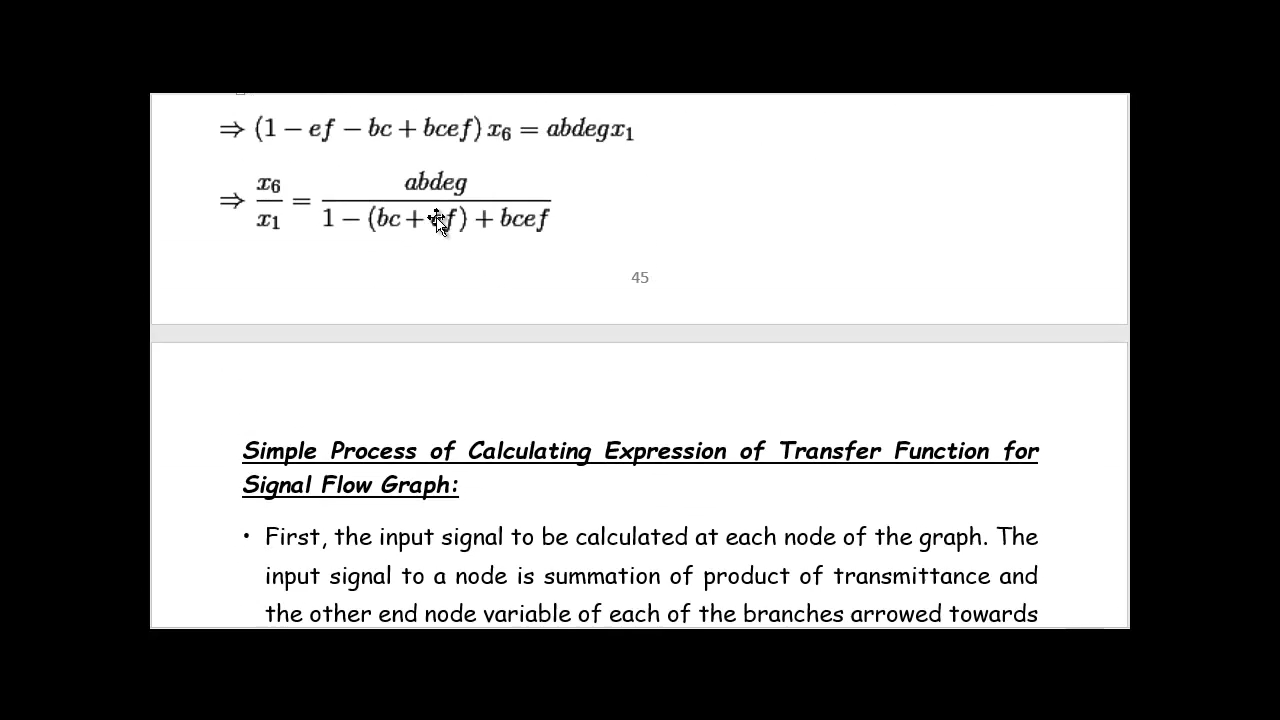 ⇒ (1 − ef − bc + bcef) x₆ = abdegx₁
⇒ x₆/x₁ = abdeg / 1 − (bc + f) + bcef
45
Simple Process of Calculating Expression of Transfer Function for
Signal Flow Graph:
• First, the input signal to be calculated at each node of the graph. The
input signal to a node is summation of product of transmittance and
the other end node variable of each of the branches arrowed towards